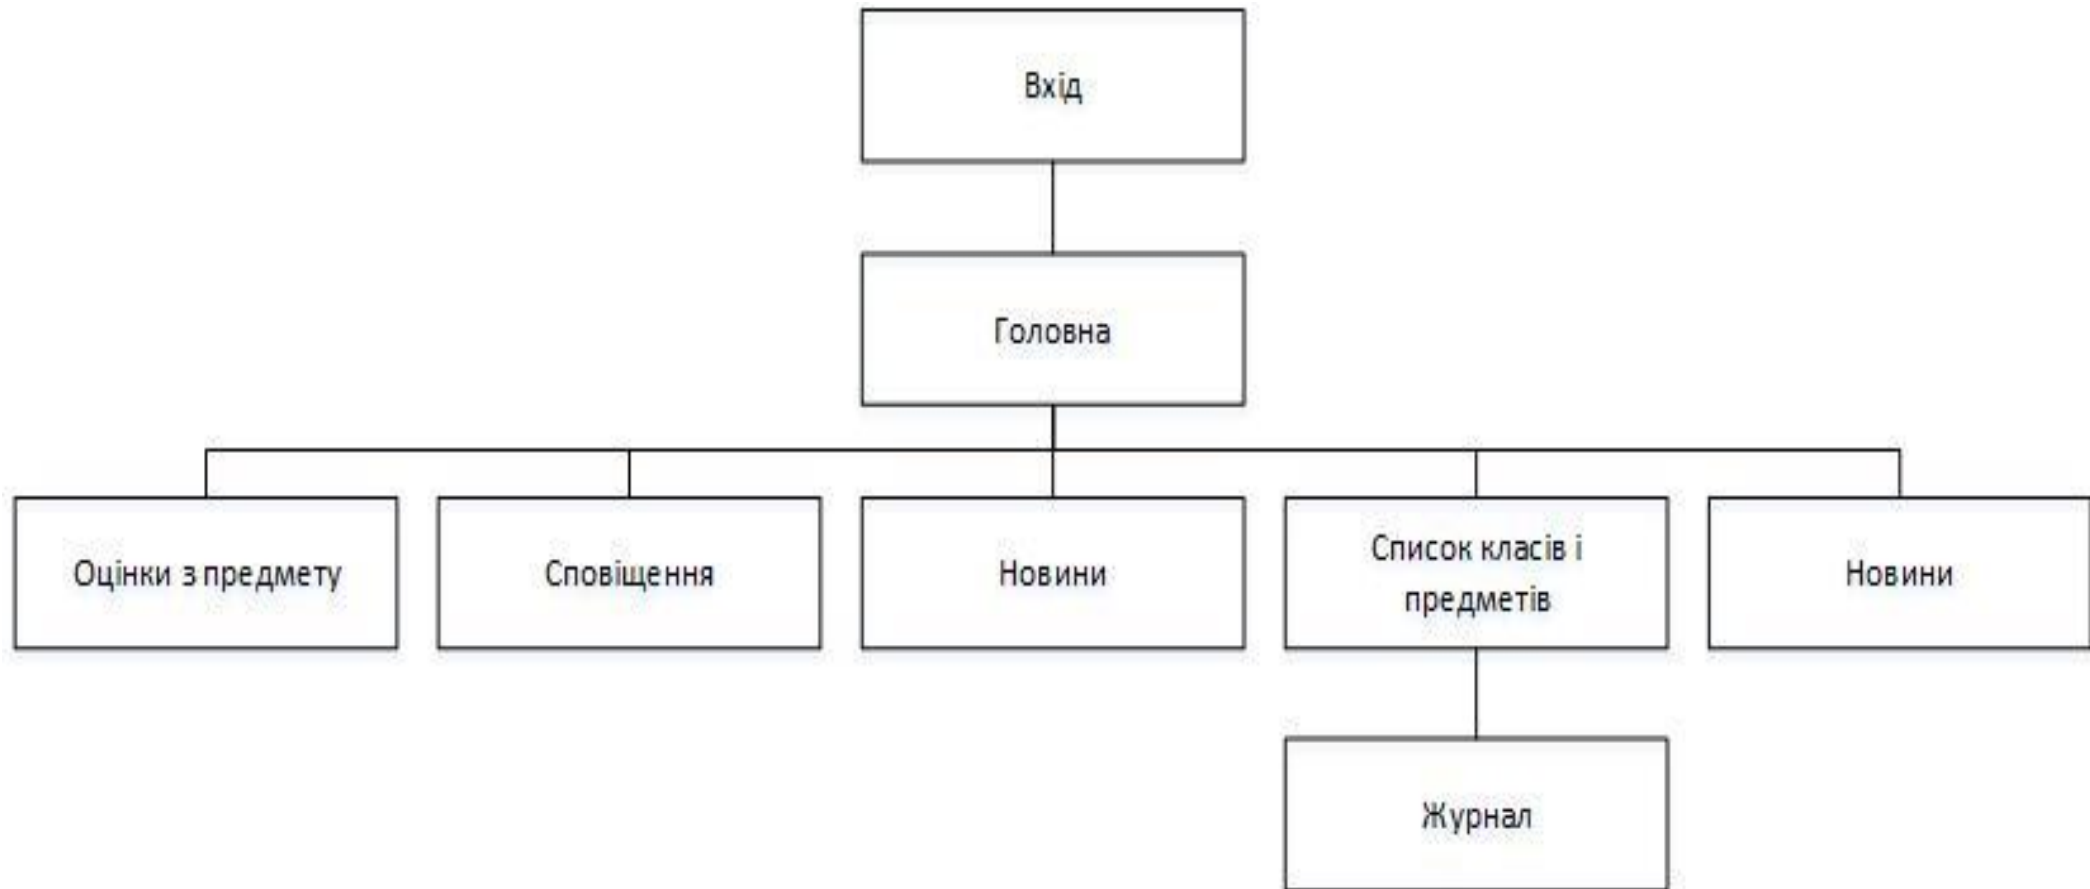 Вхід
Головна
Оцінки з предмету
Сповіщення
Новини
Список класів і
предметів
Новини
Журнал